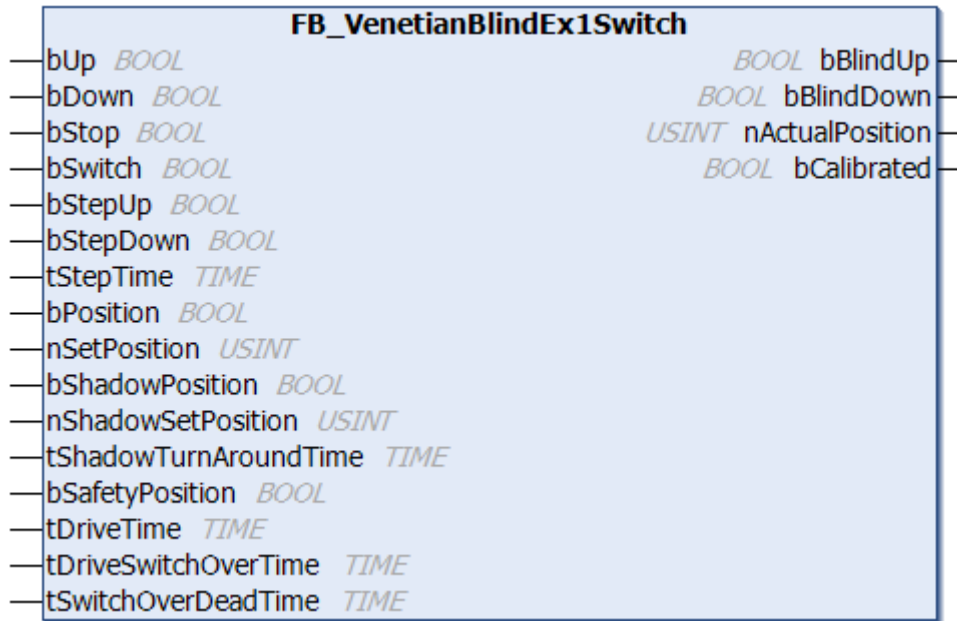 FB_VenetianBlindEx1Switch
bUp BOOL BOOL bBlindUp
bDown BOOL BOOL bBlindDown
bStop BOOL USINT nActualPosition
bSwitch BOOL BOOL bCalibrated
bStepUp BOOL
bStepDown BOOL
tStepTime TIME
bPosition BOOL
nSetPosition USINT
bShadowPosition BOOL
nShadowSetPosition USINT
tShadowTurnAroundTime TIME
bSafetyPosition BOOL
tDriveTime TIME
tDriveSwitchOverTime TIME
tSwitchOverDeadTime TIME